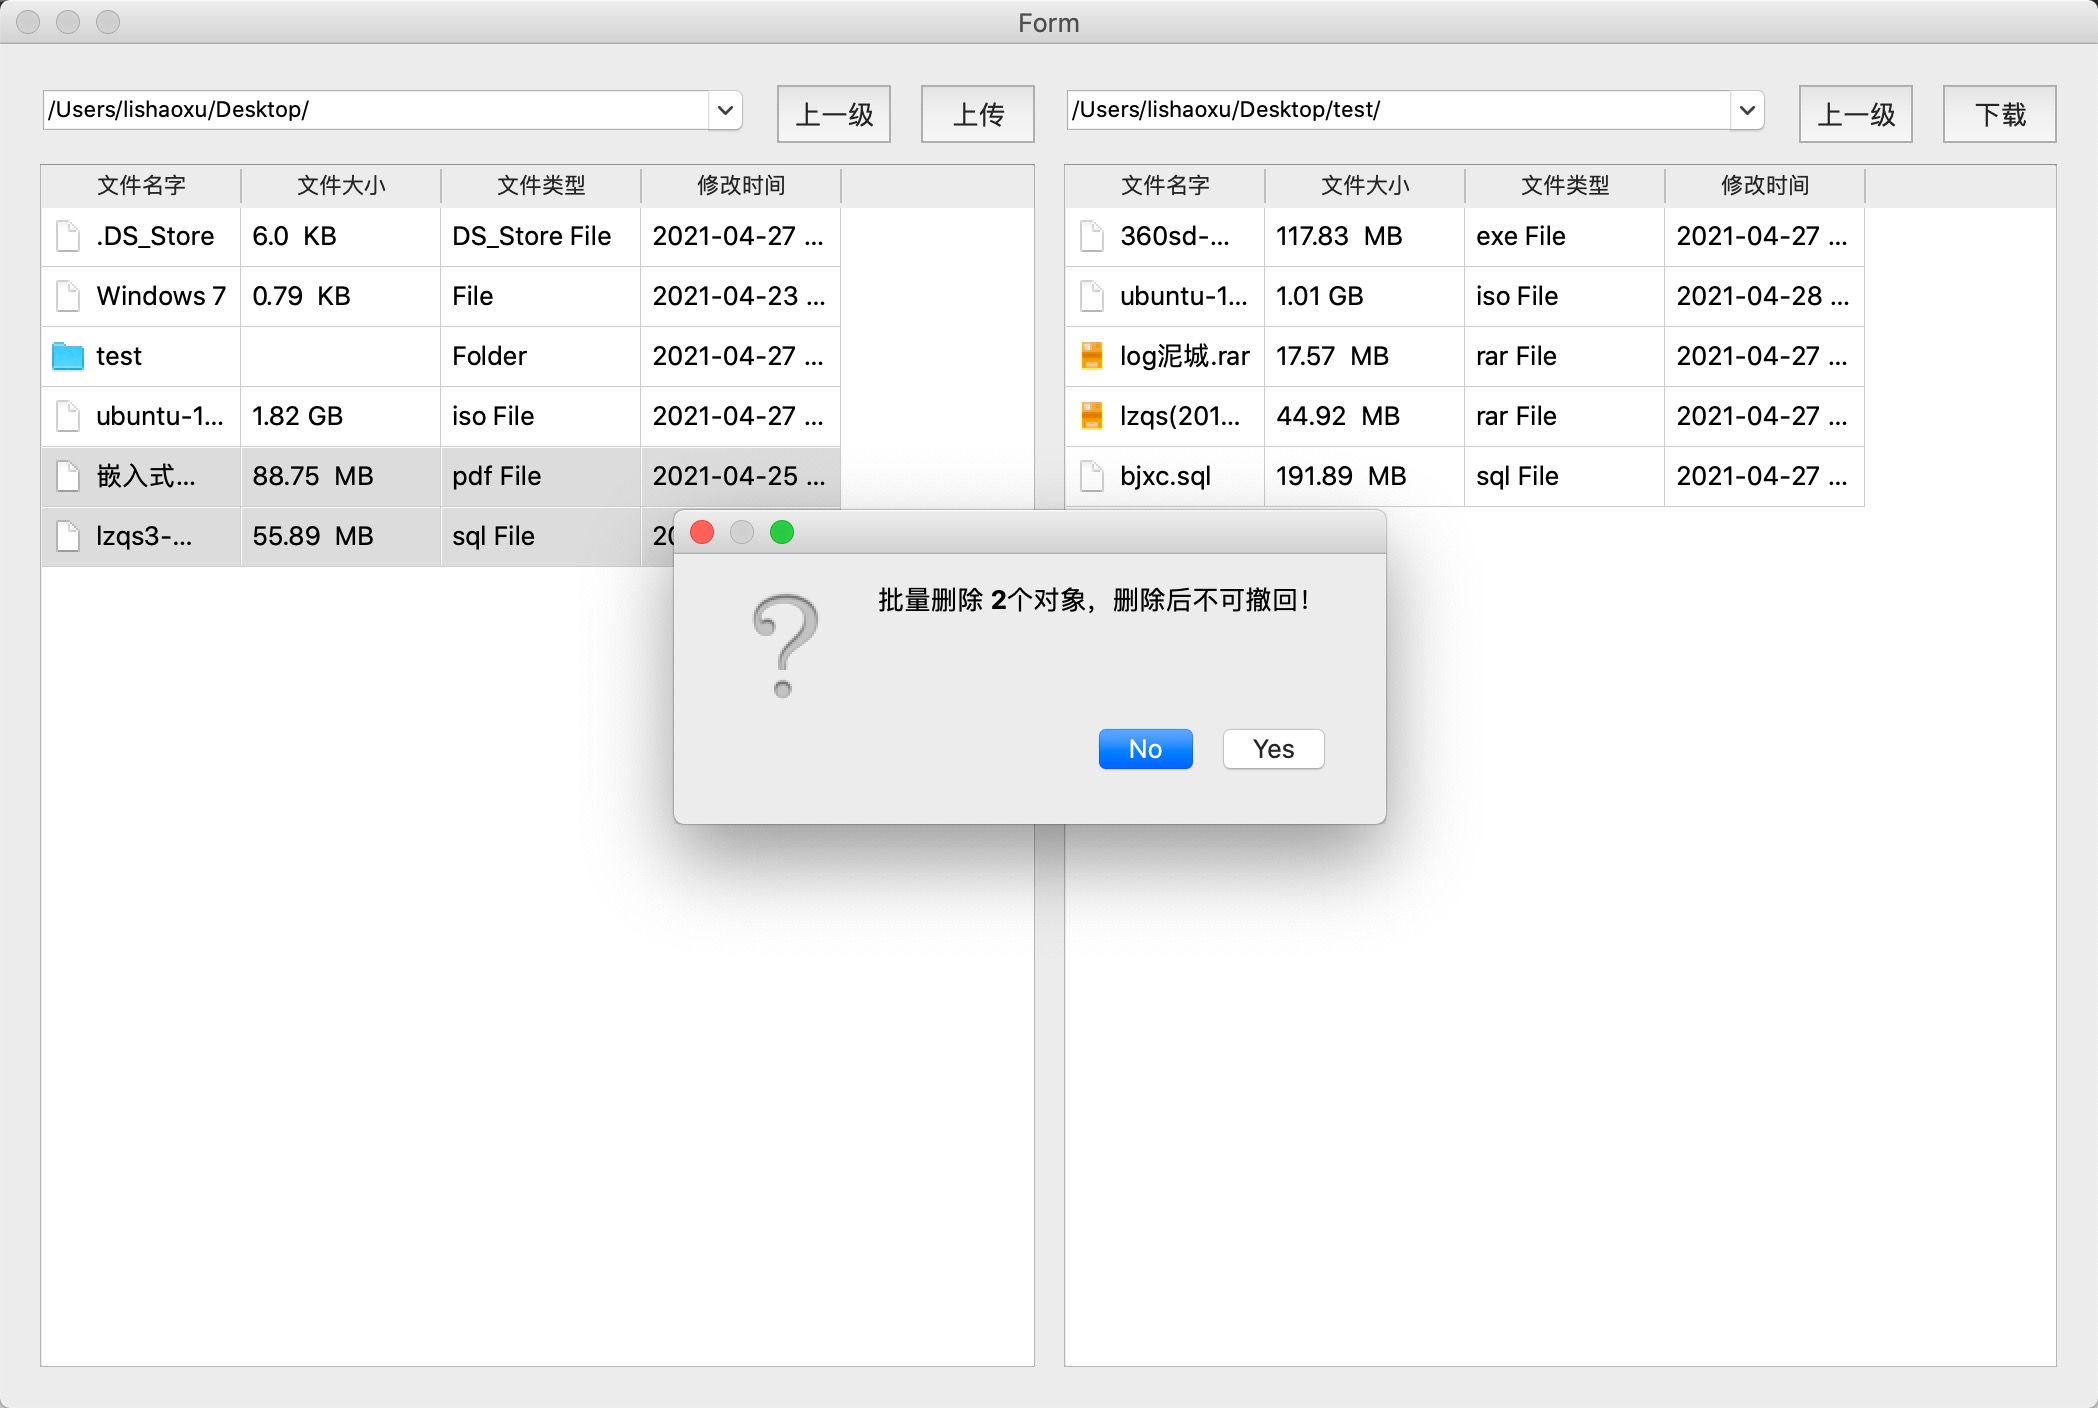 Form
/Users/lishaoxu/Desktop/ 上一级 上传 /Users/lishaoxu/Desktop/test/ 上一级 下载
文件名字 文件大小 文件类型 修改时间 文件名字 文件大小 文件类型 修改时间
.DS_Store 6.0 KB DS_Store File 2021-04-27 ... 360sd-... 117.83 MB exe File 2021-04-27 ...
Windows 7 0.79 KB File 2021-04-23 ... ubuntu-1... 1.01 GB iso File 2021-04-28 ...
test Folder 2021-04-27 ... log泥城.rar 17.57 MB rar File 2021-04-27 ...
ubuntu-1... 1.82 GB iso File 2021-04-27 ... lzqs(201... 44.92 MB rar File 2021-04-27 ...
嵌入式... 88.75 MB pdf File 2021-04-25 ... bjxc.sql 191.89 MB sql File 2021-04-27 ...
lzqs3-... 55.89 MB sql File
批量删除 2个对象，删除后不可撤回！
No Yes